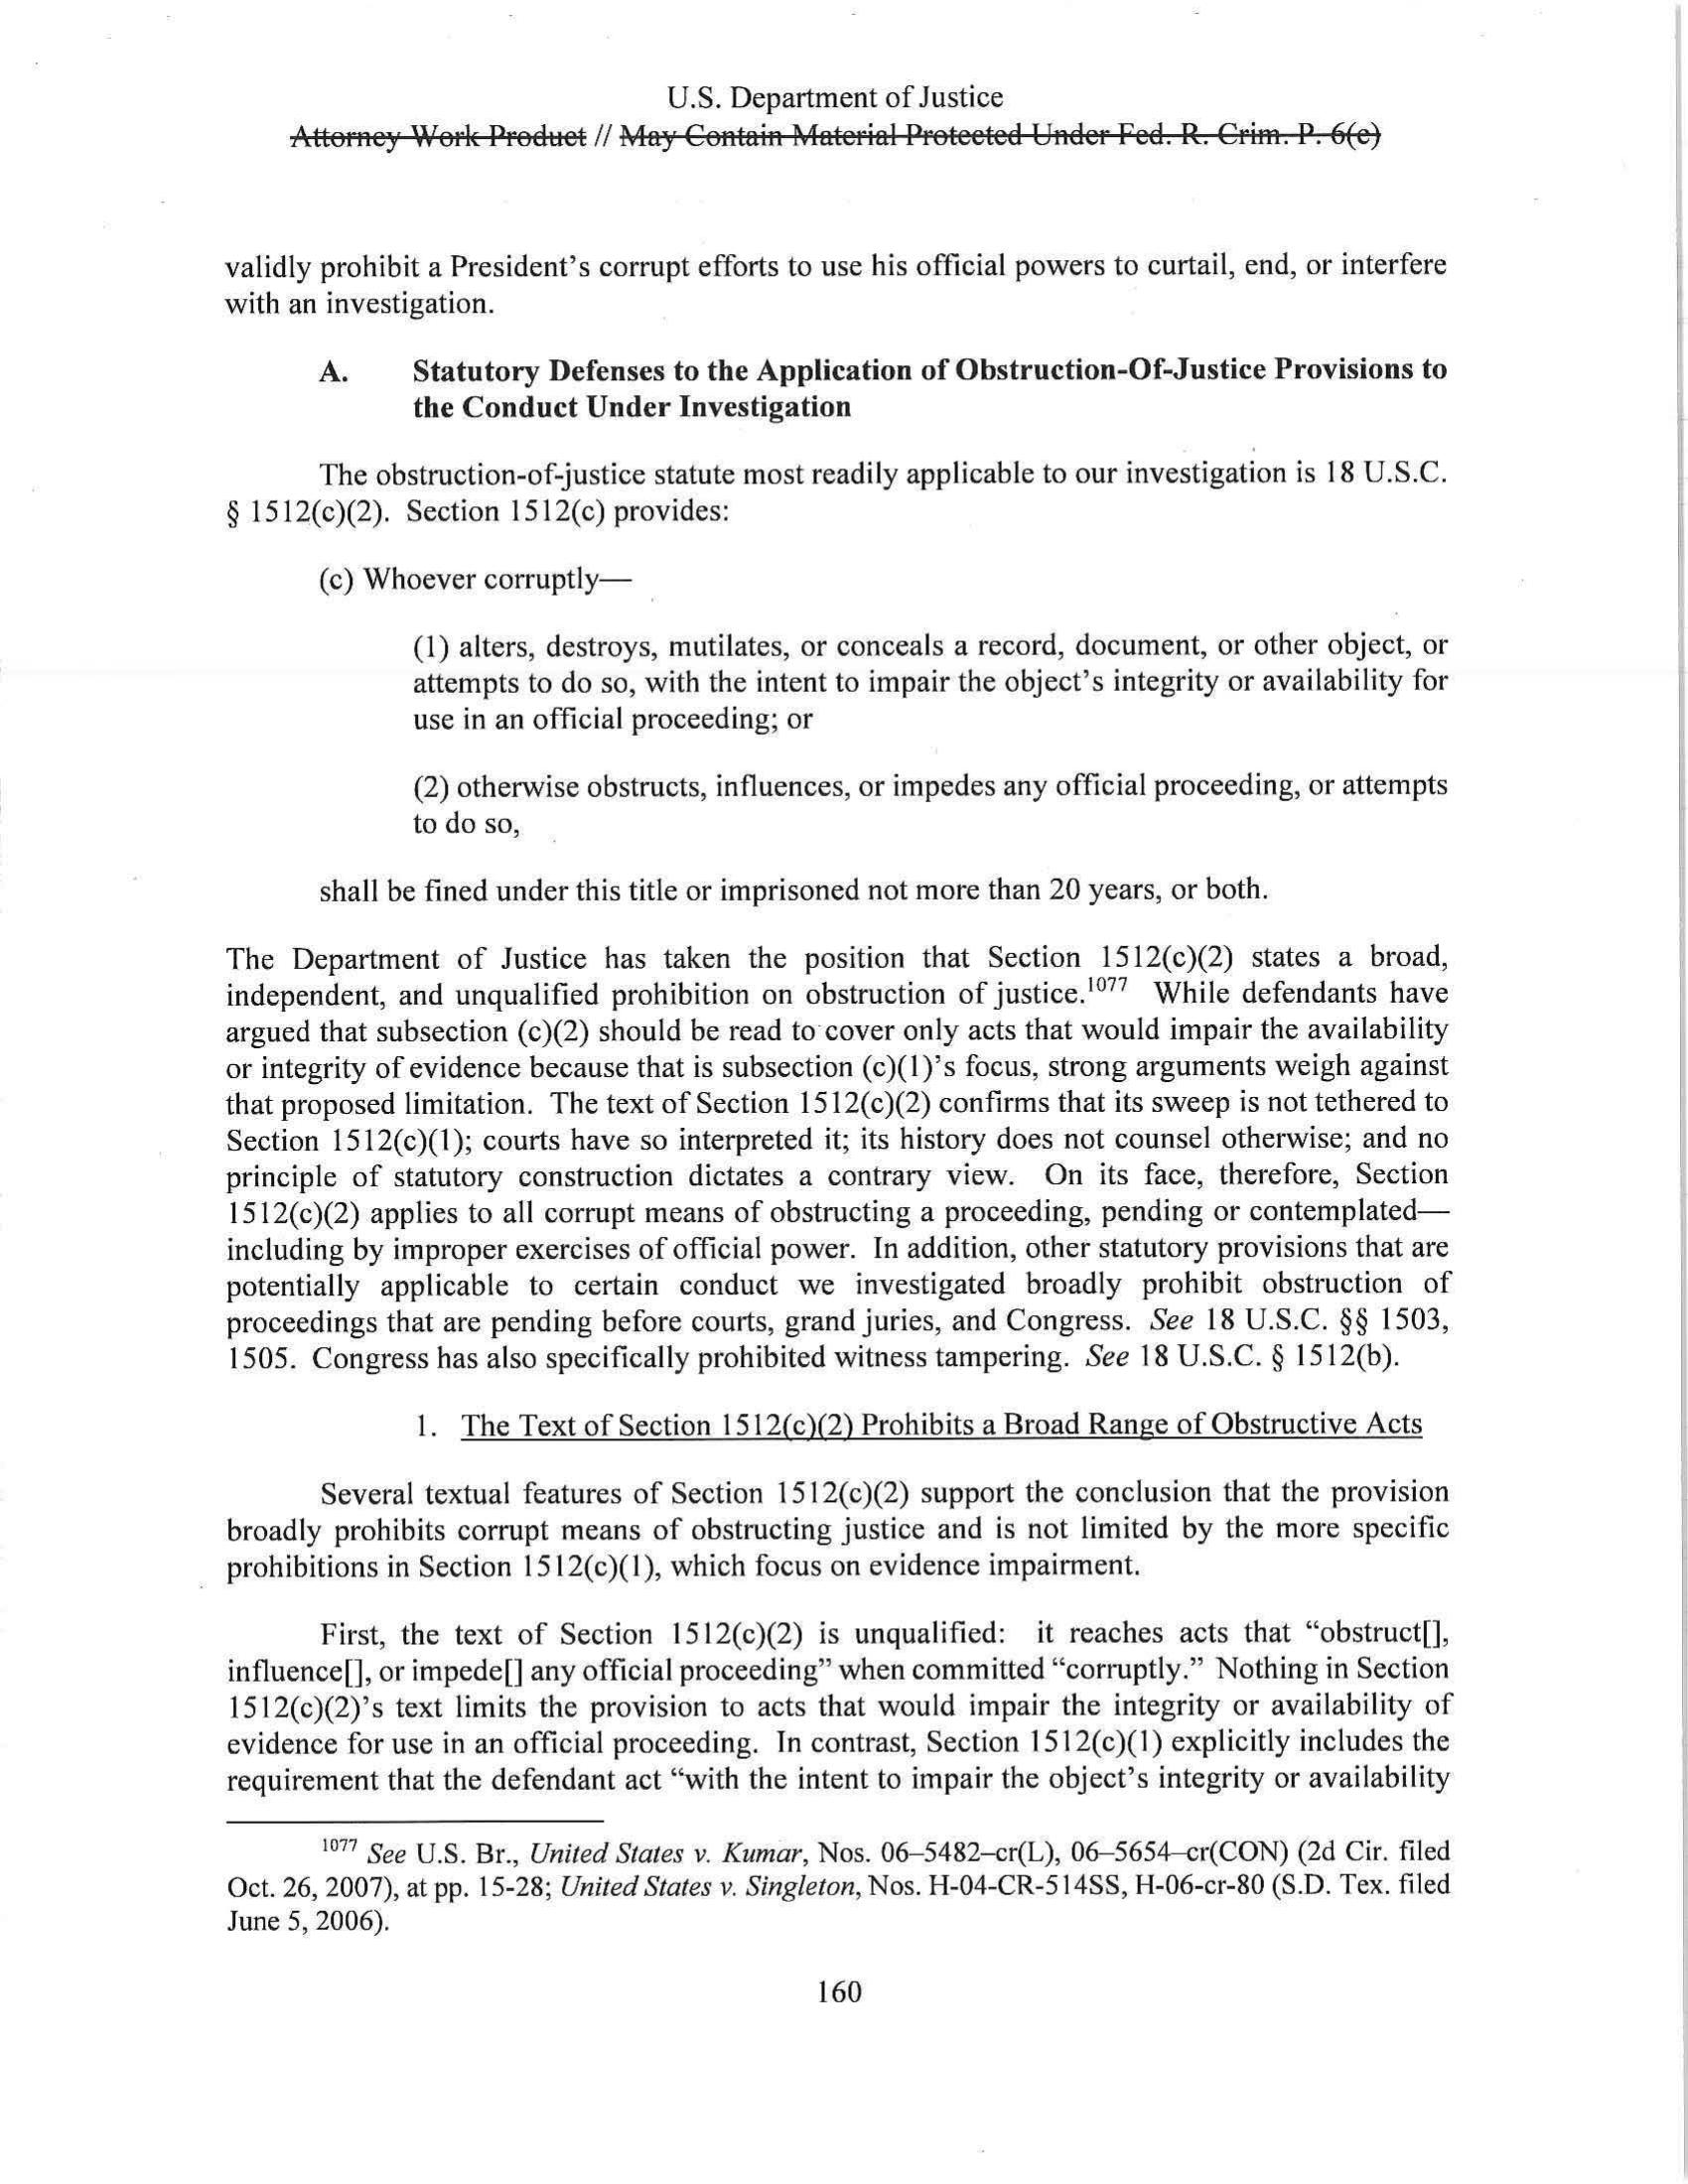 U.S. Department of Justice
Attorney Work Product // May Contain Material Protected Under Fed. R. Crim. P. 6(e)
validly prohibit a President's corrupt efforts to use his official powers to curtail, end, or interfere
with an investigation.
A. Statutory Defenses to the Application of Obstruction-Of-Justice Provisions to
the Conduct Under Investigation
The obstruction-of-justice statute most readily applicable to our investigation is 18 U.S.C.
§ 1512(c)(2). Section 1512(c) provides:
(c) Whoever corruptly—
(1) alters, destroys, mutilates, or conceals a record, document, or other object, or
attempts to do so, with the intent to impair the object's integrity or availability for
use in an official proceeding; or
(2) otherwise obstructs, influences, or impedes any official proceeding, or attempts
to do so,
shall be fined under this title or imprisoned not more than 20 years, or both.
The Department of Justice has taken the position that Section 1512(c)(2) states a broad,
independent, and unqualified prohibition on obstruction of justice.1077 While defendants have
argued that subsection (c)(2) should be read to cover only acts that would impair the availability
or integrity of evidence because that is subsection (c)(1)'s focus, strong arguments weigh against
that proposed limitation. The text of Section 1512(c)(2) confirms that its sweep is not tethered to
Section 1512(c)(1); courts have so interpreted it; its history does not counsel otherwise; and no
principle of statutory construction dictates a contrary view. On its face, therefore, Section
1512(c)(2) applies to all corrupt means of obstructing a proceeding, pending or contemplated—
including by improper exercises of official power. In addition, other statutory provisions that are
potentially applicable to certain conduct we investigated broadly prohibit obstruction of
proceedings that are pending before courts, grand juries, and Congress. See 18 U.S.C. §§ 1503,
1505. Congress has also specifically prohibited witness tampering. See 18 U.S.C. § 1512(b).
1. The Text of Section 1512(c)(2) Prohibits a Broad Range of Obstructive Acts
Several textual features of Section 1512(c)(2) support the conclusion that the provision
broadly prohibits corrupt means of obstructing justice and is not limited by the more specific
prohibitions in Section 1512(c)(1), which focus on evidence impairment.
First, the text of Section 1512(c)(2) is unqualified: it reaches acts that "obstruct[],
influence[], or impede[] any official proceeding" when committed "corruptly." Nothing in Section
1512(c)(2)'s text limits the provision to acts that would impair the integrity or availability of
evidence for use in an official proceeding. In contrast, Section 1512(c)(1) explicitly includes the
requirement that the defendant act "with the intent to impair the object's integrity or availability
1077 See U.S. Br., United States v. Kumar, Nos. 06–5482–cr(L), 06–5654–cr(CON) (2d Cir. filed
Oct. 26, 2007), at pp. 15-28; United States v. Singleton, Nos. H-04-CR-514SS, H-06-cr-80 (S.D. Tex. filed
June 5, 2006).
160